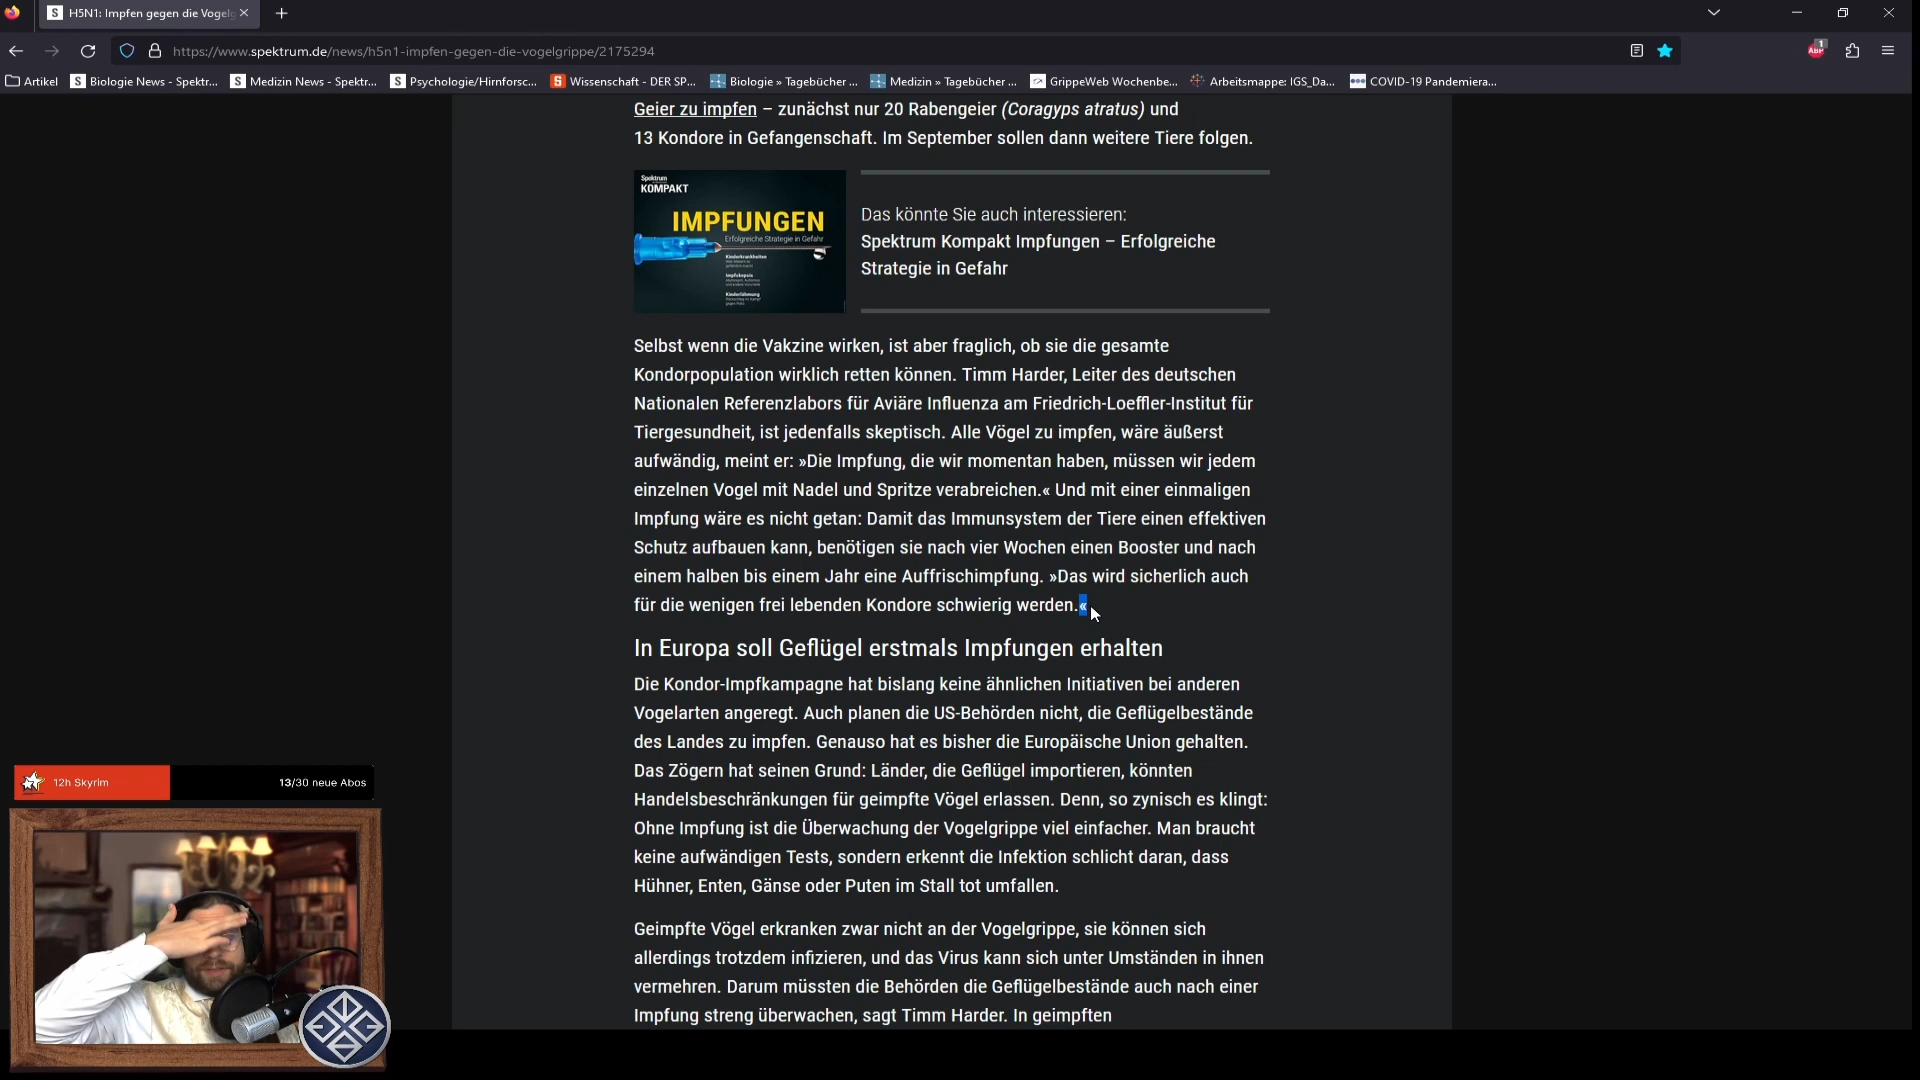 H5N1: Impfen gegen die Vogelg
https://www.spektrum.de/news/h5n1-impfen-gegen-die-vogelgrippe/2175294
Artikel
Biologie News - Spektr...
Medizin News - Spektr...
Psychologie/Hirnforsc...
Wissenschaft - DER SP...
Biologie » Tagebücher ...
Medizin » Tagebücher ...
GrippeWeb Wochenbe...
Arbeitsmappe: IGS_Da...
COVID-19 Pandemiera...
Geier zu impfen – zunächst nur 20 Rabengeier (Coragyps atratus) und
13 Kondore in Gefangenschaft. Im September sollen dann weitere Tiere folgen.
Spektrum
KOMPAKT
IMPFUNGEN
Erfolgreiche Strategie in Gefahr
Kinderkrankheiten
Impfskepsis
Kinderlähmung
Das könnte Sie auch interessieren:
Spektrum Kompakt Impfungen – Erfolgreiche
Strategie in Gefahr
Selbst wenn die Vakzine wirken, ist aber fraglich, ob sie die gesamte
Kondorpopulation wirklich retten können. Timm Harder, Leiter des deutschen
Nationalen Referenzlabors für Aviäre Influenza am Friedrich-Loeffler-Institut für
Tiergesundheit, ist jedenfalls skeptisch. Alle Vögel zu impfen, wäre äußerst
aufwändig, meint er: »Die Impfung, die wir momentan haben, müssen wir jedem
einzelnen Vogel mit Nadel und Spritze verabreichen.« Und mit einer einmaligen
Impfung wäre es nicht getan: Damit das Immunsystem der Tiere einen effektiven
Schutz aufbauen kann, benötigen sie nach vier Wochen einen Booster und nach
einem halben bis einem Jahr eine Auffrischimpfung. »Das wird sicherlich auch
für die wenigen frei lebenden Kondore schwierig werden.«
In Europa soll Geflügel erstmals Impfungen erhalten
Die Kondor-Impfkampagne hat bislang keine ähnlichen Initiativen bei anderen
Vogelarten angeregt. Auch planen die US-Behörden nicht, die Geflügelbestände
des Landes zu impfen. Genauso hat es bisher die Europäische Union gehalten.
Das Zögern hat seinen Grund: Länder, die Geflügel importieren, könnten
Handelsbeschränkungen für geimpfte Vögel erlassen. Denn, so zynisch es klingt:
Ohne Impfung ist die Überwachung der Vogelgrippe viel einfacher. Man braucht
keine aufwändigen Tests, sondern erkennt die Infektion schlicht daran, dass
Hühner, Enten, Gänse oder Puten im Stall tot umfallen.
Geimpfte Vögel erkranken zwar nicht an der Vogelgrippe, sie können sich
allerdings trotzdem infizieren, und das Virus kann sich unter Umständen in ihnen
vermehren. Darum müssten die Behörden die Geflügelbestände auch nach einer
Impfung streng überwachen, sagt Timm Harder. In geimpften
12h Skyrim
13/30 neue Abos